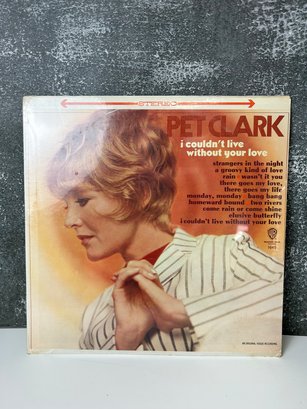 STEREO
PET CLARK
i couldn't live
without your love
strangers in the night
a groovy kind of love
rain · wasn't it you
there goes my love,
there goes my life
monday, monday · bang bang
homeward bound · two rivers
come rain or come shine
elusive butterfly
i couldn't live without your love